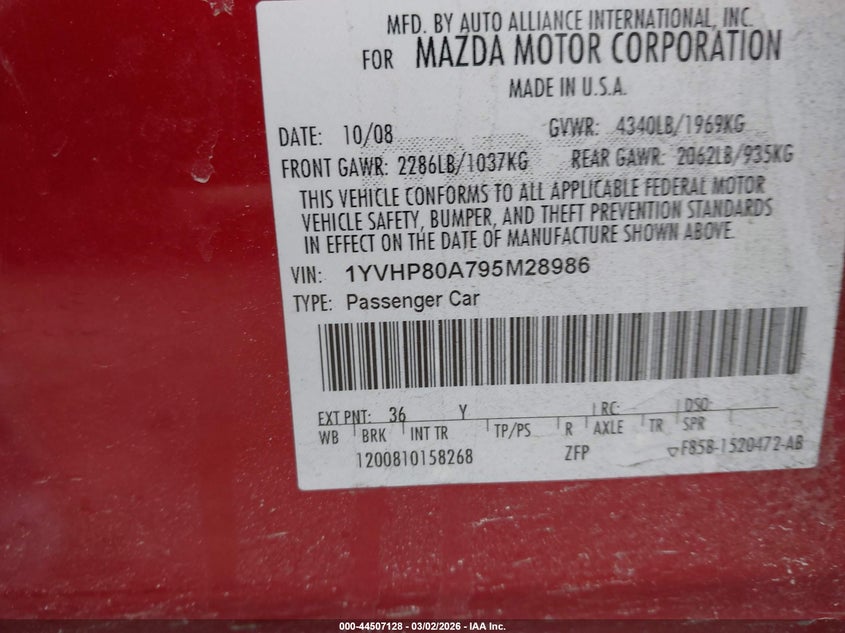 MFD. BY AUTO ALLIANCE INTERNATIONAL, INC.
FOR MAZDA MOTOR CORPORATION
MADE IN U.S.A.
DATE: 10/08 GVWR: 4340LB/1969KG
FRONT GAWR: 2286LB/1037KG REAR GAWR: 2062LB/935KG
THIS VEHICLE CONFORMS TO ALL APPLICABLE FEDERAL MOTOR
VEHICLE SAFETY, BUMPER, AND THEFT PREVENTION STANDARDS
IN EFFECT ON THE DATE OF MANUFACTURE SHOWN ABOVE.
VIN: 1YVHP80A795M28986
TYPE: Passenger Car
EXT PNT: 36 Y RC: DSO:
WB BRK INT TR TP/PS R AXLE TR SPR
1200810158268 ZFP F85B-1520472-AB
000-44507128 - 03/02/2026 - IAA Inc.